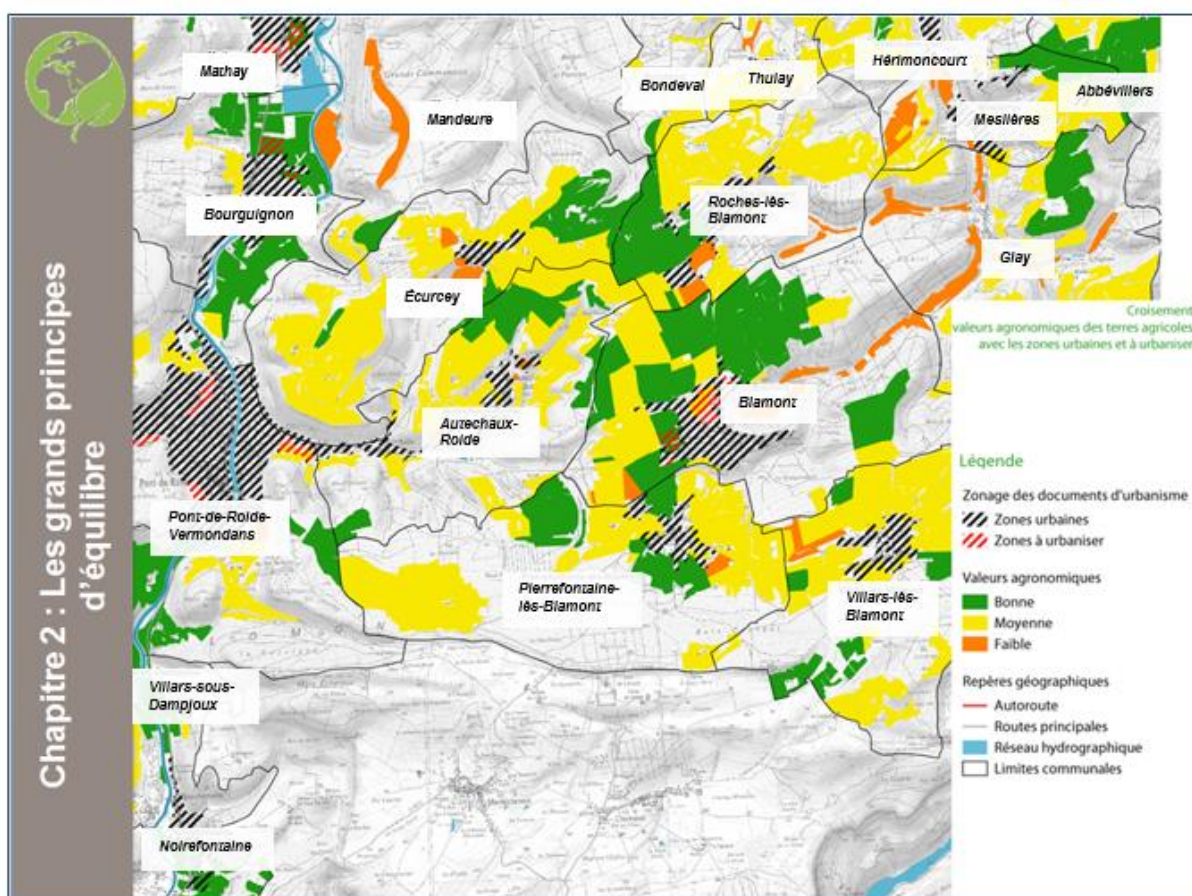 Chapitre 2 : Les grands principes
d'équilibre
Mathay
Mandeure
Bondeval
Thulay
Hérimoncourt
Abbévillers
Meslières
Bourguignon
Roches-lès-
Blamont
Glay
Écurcey
Autechaux-
Roide
Blamont
Pont-de-Roide-
Vermondans
Pierrefontaine-
lès-Blamont
Villars-lès-
Blamont
Villars-sous-
Dampjoux
Noirefontaine
Croisement
valeurs agronomiques des terres agricoles
avec les zones urbaines et à urbaniser
Légende
Zonage des documents d'urbanisme
Zones urbaines
Zones à urbaniser
Valeurs agronomiques
Bonne
Moyenne
Faible
Repères géographiques
Autoroute
Routes principales
Réseau hydrographique
Limites communales